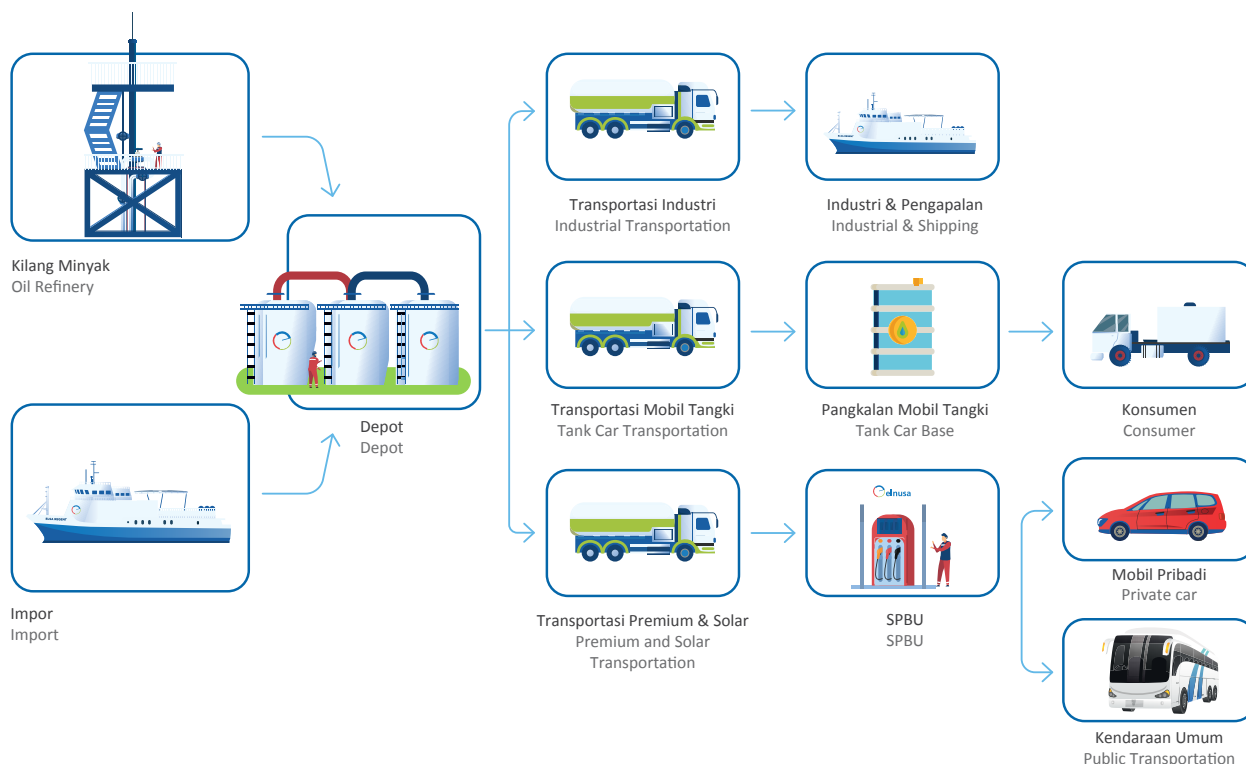 Kilang Minyak
Oil Refinery
Impor
Import
Depot
Depot
Transportasi Industri
Industrial Transportation
Industri & Pengapalan
Industrial & Shipping
Transportasi Mobil Tangki
Tank Car Transportation
Pangkalan Mobil Tangki
Tank Car Base
Konsumen
Consumer
Transportasi Premium & Solar
Premium and Solar
Transportation
elnusa
SPBU
SPBU
Mobil Pribadi
Private car
Kendaraan Umum
Public Transportation